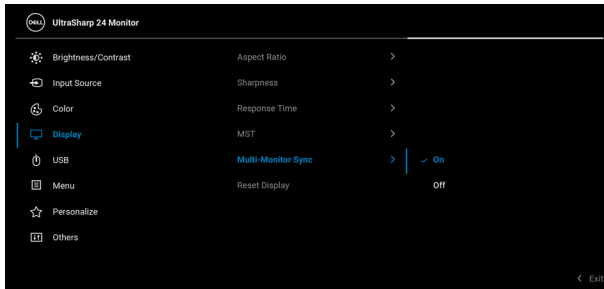 DELL UltraSharp 24 Monitor
Brightness/Contrast Aspect Ratio
Input Source Sharpness
Color Response Time
Display MST
USB Multi-Monitor Sync On
Menu Reset Display Off
Personalize
Others
Exit